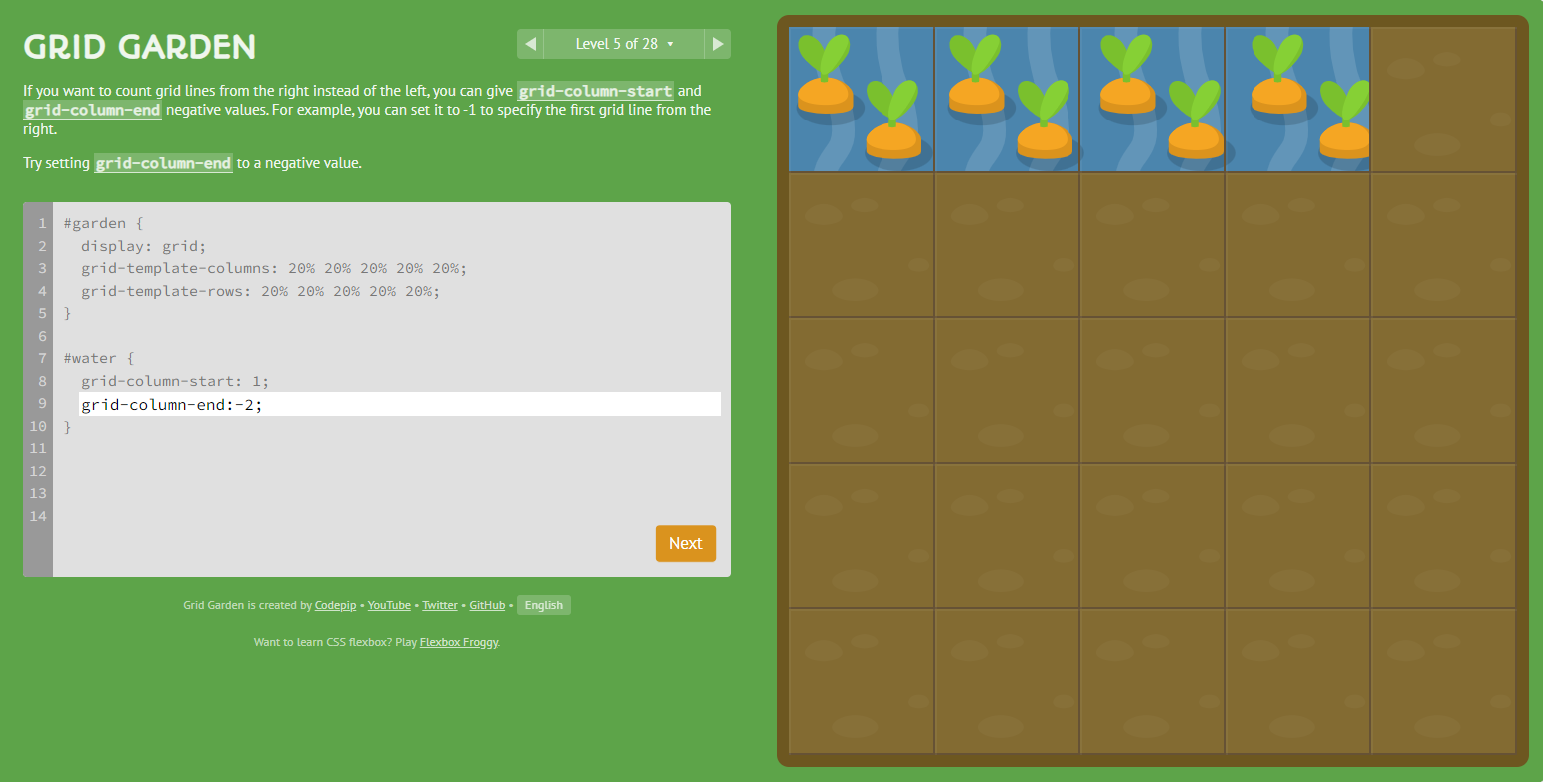 GRID GARDEN
◀ Level 5 of 28 ▾ ▶
If you want to count grid lines from the right instead of the left, you can give grid-column-start and
grid-column-end negative values. For example, you can set it to -1 to specify the first grid line from the
right.
Try setting grid-column-end to a negative value.
1 #garden {
2   display: grid;
3   grid-template-columns: 20% 20% 20% 20% 20%;
4   grid-template-rows: 20% 20% 20% 20% 20%;
5 }
6
7 #water {
8   grid-column-start: 1;
9   grid-column-end:-2;
10 }
11
12
13
14
Next
Grid Garden is created by Codepip • YouTube • Twitter • GitHub • English
Want to learn CSS flexbox? Play Flexbox Froggy.